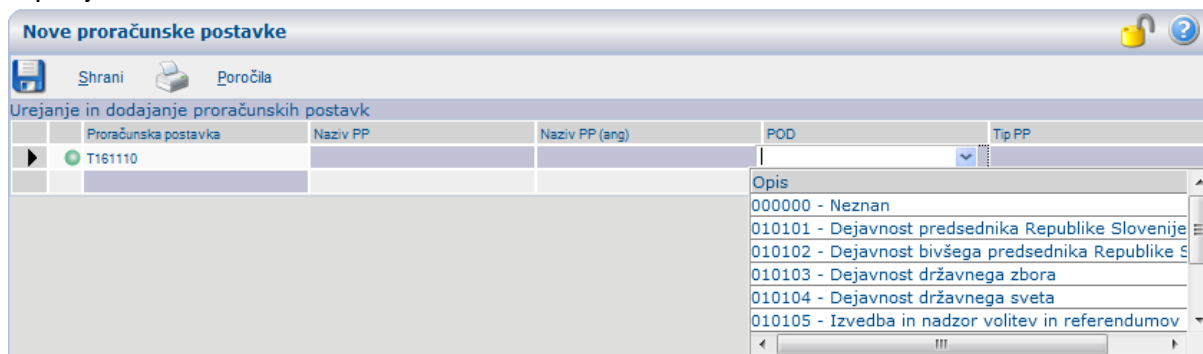 Nove proračunske postavke
Shrani Poročila
Urejanje in dodajanje proračunskih postavk
Proračunska postavka Naziv PP Naziv PP (ang) POD Tip PP
T161110
Opis
000000 - Neznan
010101 - Dejavnost predsednika Republike Slovenije
010102 - Dejavnost bivšega predsednika Republike S
010103 - Dejavnost državnega zbora
010104 - Dejavnost državnega sveta
010105 - Izvedba in nadzor volitev in referendumov